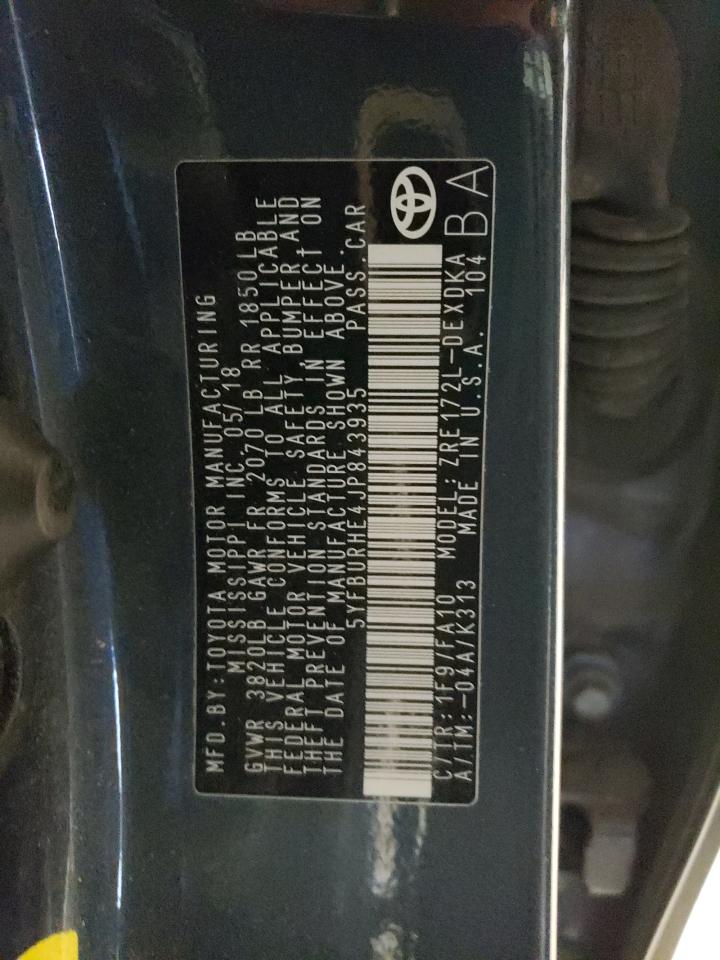 MFD.BY:TOYOTA MOTOR MANUFACTURING
MISSISSIPPI INC. 05/18
GVWR 3820LB GAWR FR 2070 LB RR 1850LB
THIS VEHICLE CONFORMS TO ALL APPLICABLE
FEDERAL MOTOR VEHICLE SAFETY BUMPER,AND
THEFT PREVENTION STANDARDS IN EFFECT ON
THE DATE OF MANUFACTURE SHOWN ABOVE.
5YFBURHE4JP843935 PASS.CAR
C/TR:1F9/FA10 MODEL:ZRE172L-DEXDKA
A/TM:-04A/K313 MADE IN U.S.A. 104
BA